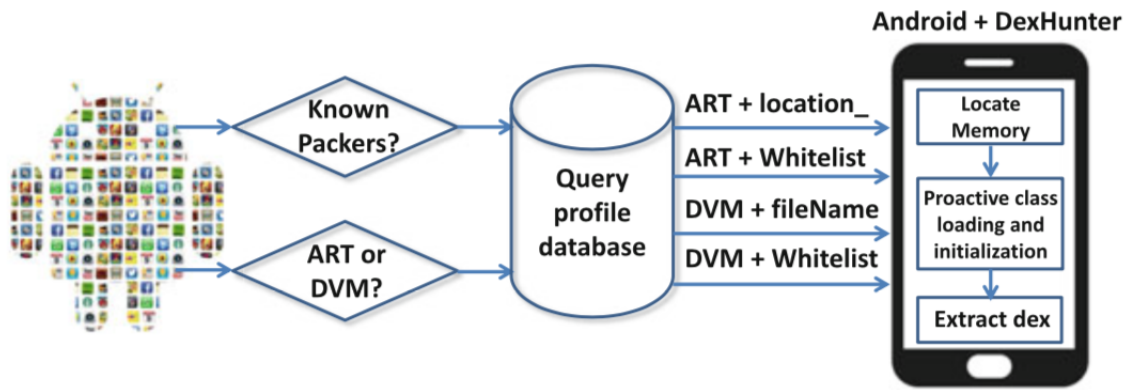 Android + DexHunter
Known
Packers?
ART or
DVM?
Query
profile
database
ART + location_
ART + Whitelist
DVM + fileName
DVM + Whitelist
Locate
Memory
Proactive class
loading and
initialization
Extract dex